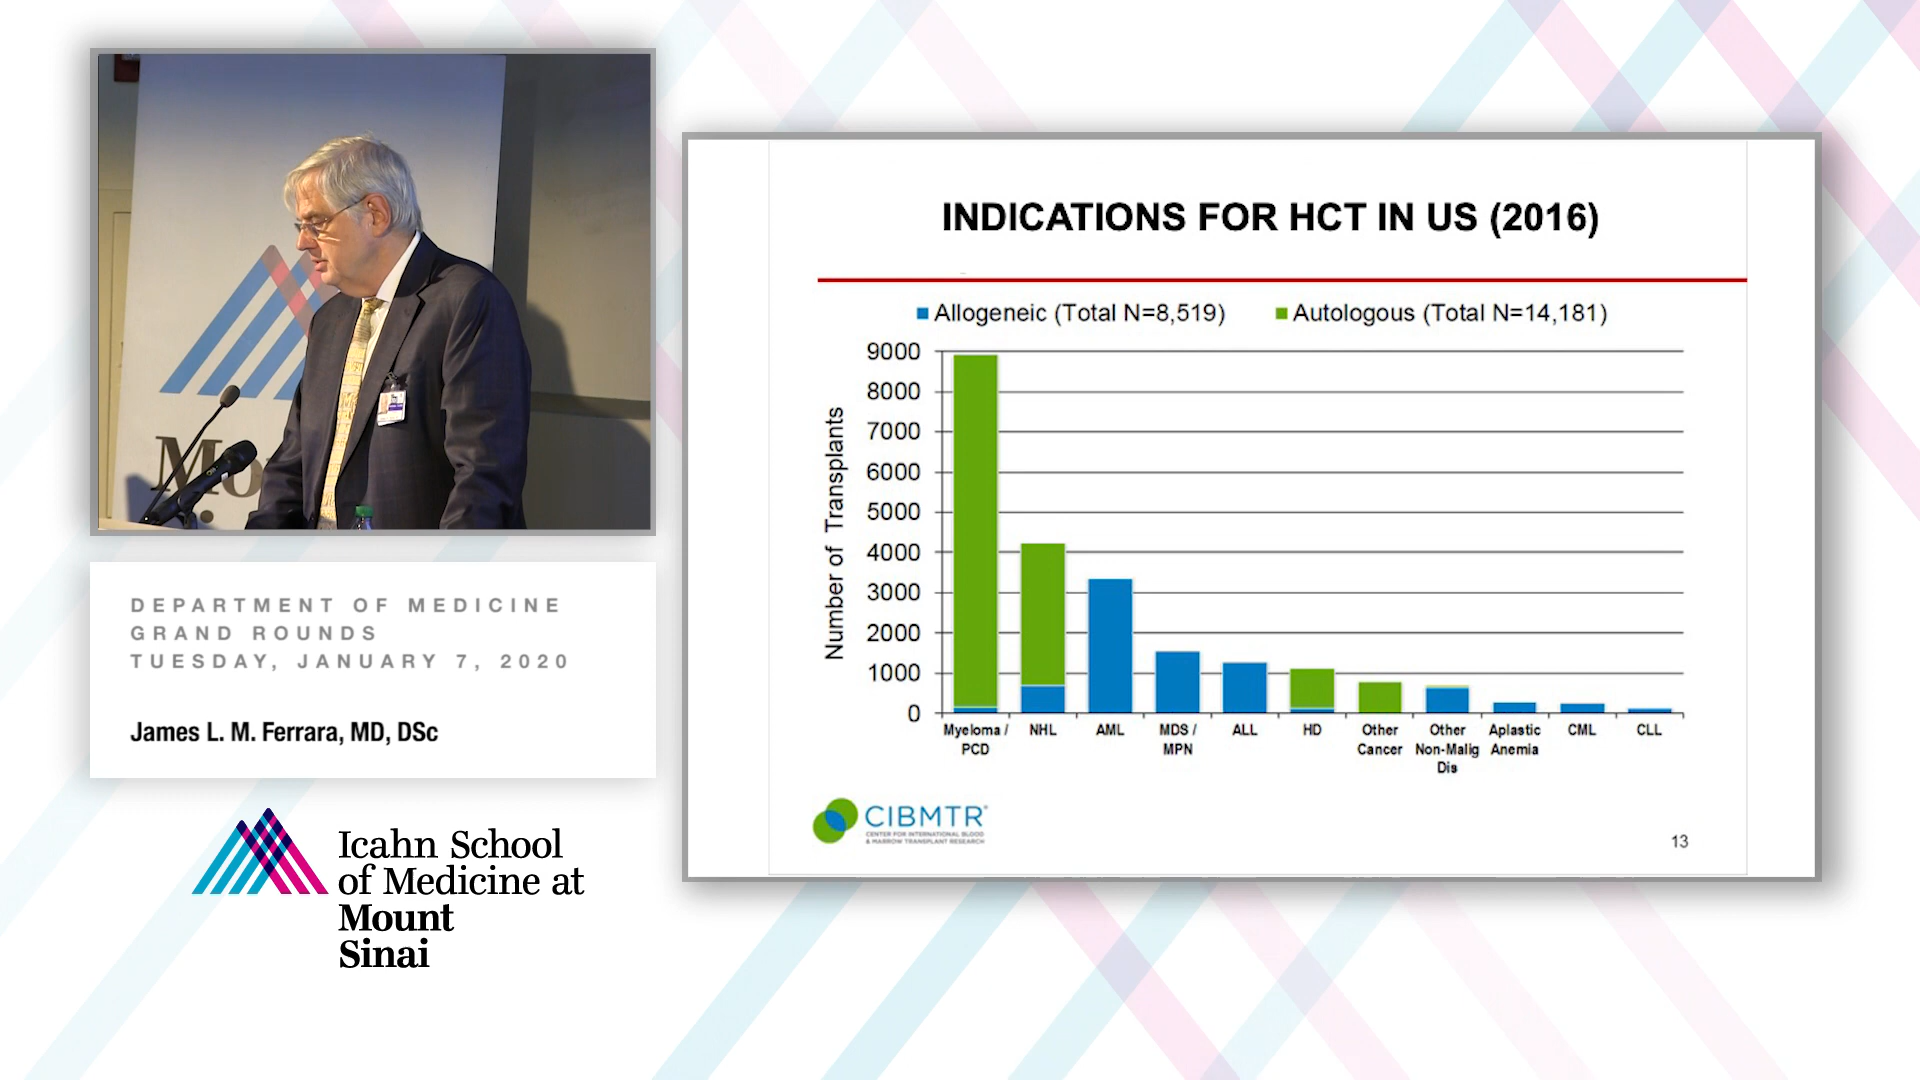 DEPARTMENT OF MEDICINE
GRAND ROUNDS
TUESDAY, JANUARY 7, 2020
James L. M. Ferrara, MD, DSc
Icahn School
of Medicine at
Mount
Sinai
INDICATIONS FOR HCT IN US (2016)
Allogeneic (Total N=8,519) Autologous (Total N=14,181)
Number of Transplants
9000
8000
7000
6000
5000
4000
3000
2000
1000
0
Myeloma / PCD
NHL
AML
MDS / MPN
ALL
HD
Other Cancer
Other Non-Malig Dis
Aplastic Anemia
CML
CLL
CIBMTR®
CENTER FOR INTERNATIONAL BLOOD
& MARROW TRANSPLANT RESEARCH
13